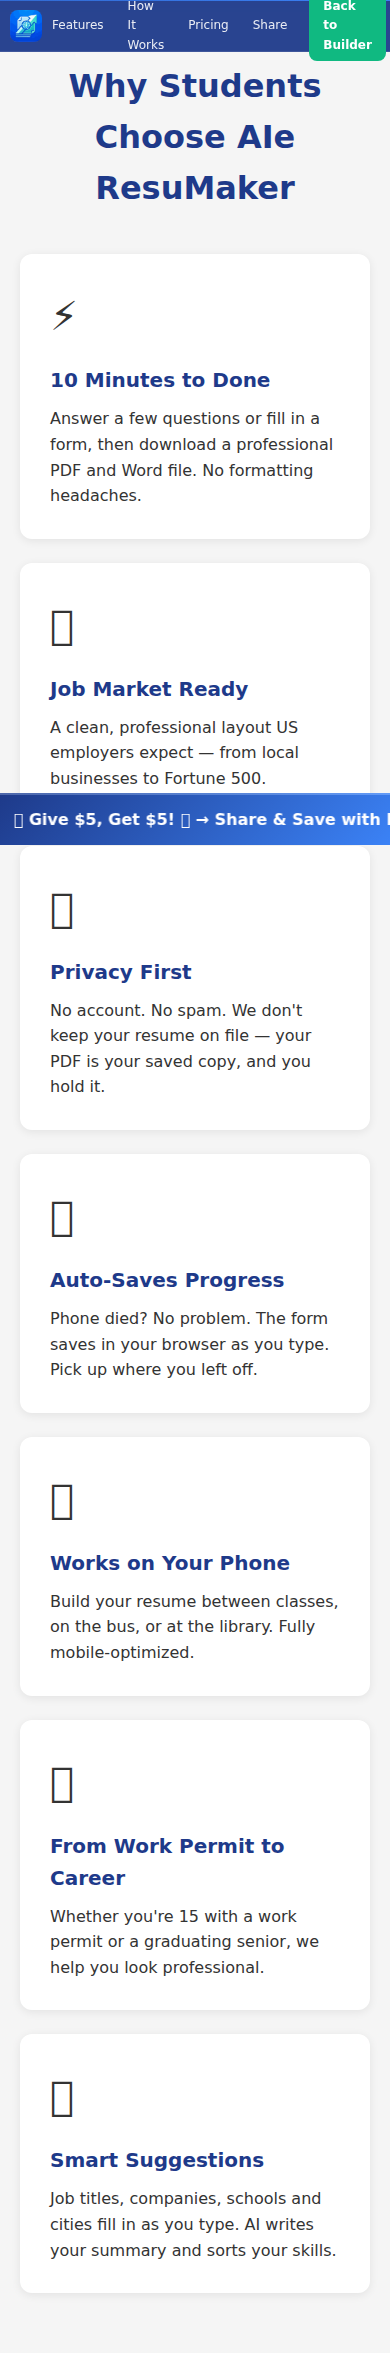 Features
How
It
Works
Pricing
Share
Back
to
Builder
Why Students
Choose AIe
ResuMaker
10 Minutes to Done
Answer a few questions or fill in a
form, then download a professional
PDF and Word file. No formatting
headaches.
Job Market Ready
A clean, professional layout US
employers expect — from local
businesses to Fortune 500.
Give $5, Get $5! → Share & Save with
Privacy First
No account. No spam. We don't
keep your resume on file — your
PDF is your saved copy, and you
hold it.
Auto-Saves Progress
Phone died? No problem. The form
saves in your browser as you type.
Pick up where you left off.
Works on Your Phone
Build your resume between classes,
on the bus, or at the library. Fully
mobile-optimized.
From Work Permit to
Career
Whether you're 15 with a work
permit or a graduating senior, we
help you look professional.
Smart Suggestions
Job titles, companies, schools and
cities fill in as you type. AI writes
your summary and sorts your skills.